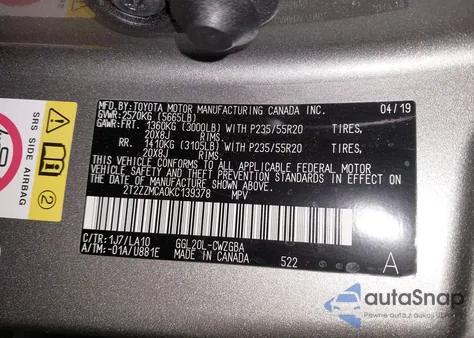 MFD.BY:TOYOTA MOTOR MANUFACTURING CANADA INC. 04/19
GVWR:2570KG (5665LB)
GAWR:FRT. 1360KG (3000LB) WITH P235/55R20 TIRES,
20X8J RIMS.
RR. 1410KG (3105LB) WITH P235/55R20 TIRES,
20X8J RIMS.
THIS VEHICLE CONFORMS TO ALL APPLICABLE FEDERAL MOTOR
VEHICLE SAFETY AND THEFT PREVENTION STANDARDS IN EFFECT ON
THE DATE OF MANUFACTURE SHOWN ABOVE.
2T2ZZMCA0KC139378 MPV
C/TR:1J7/LA10 GGL20L-CWZGBA
A/TM:-01A/U881E MADE IN CANADA 522 A
SRS SIDE AIRBAG
autoSnap